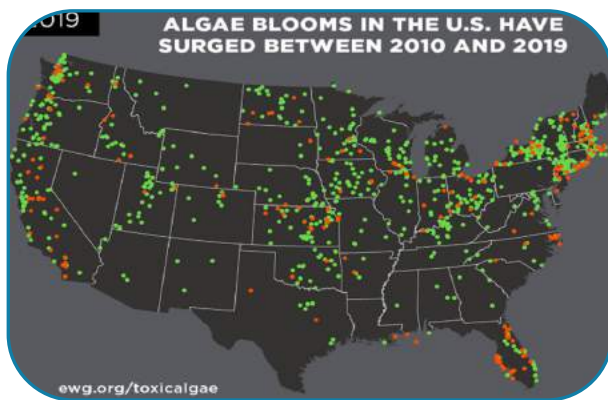 2019
ALGAE BLOOMS IN THE U.S. HAVE
SURGED BETWEEN 2010 AND 2019
ewg.org/toxicalgae